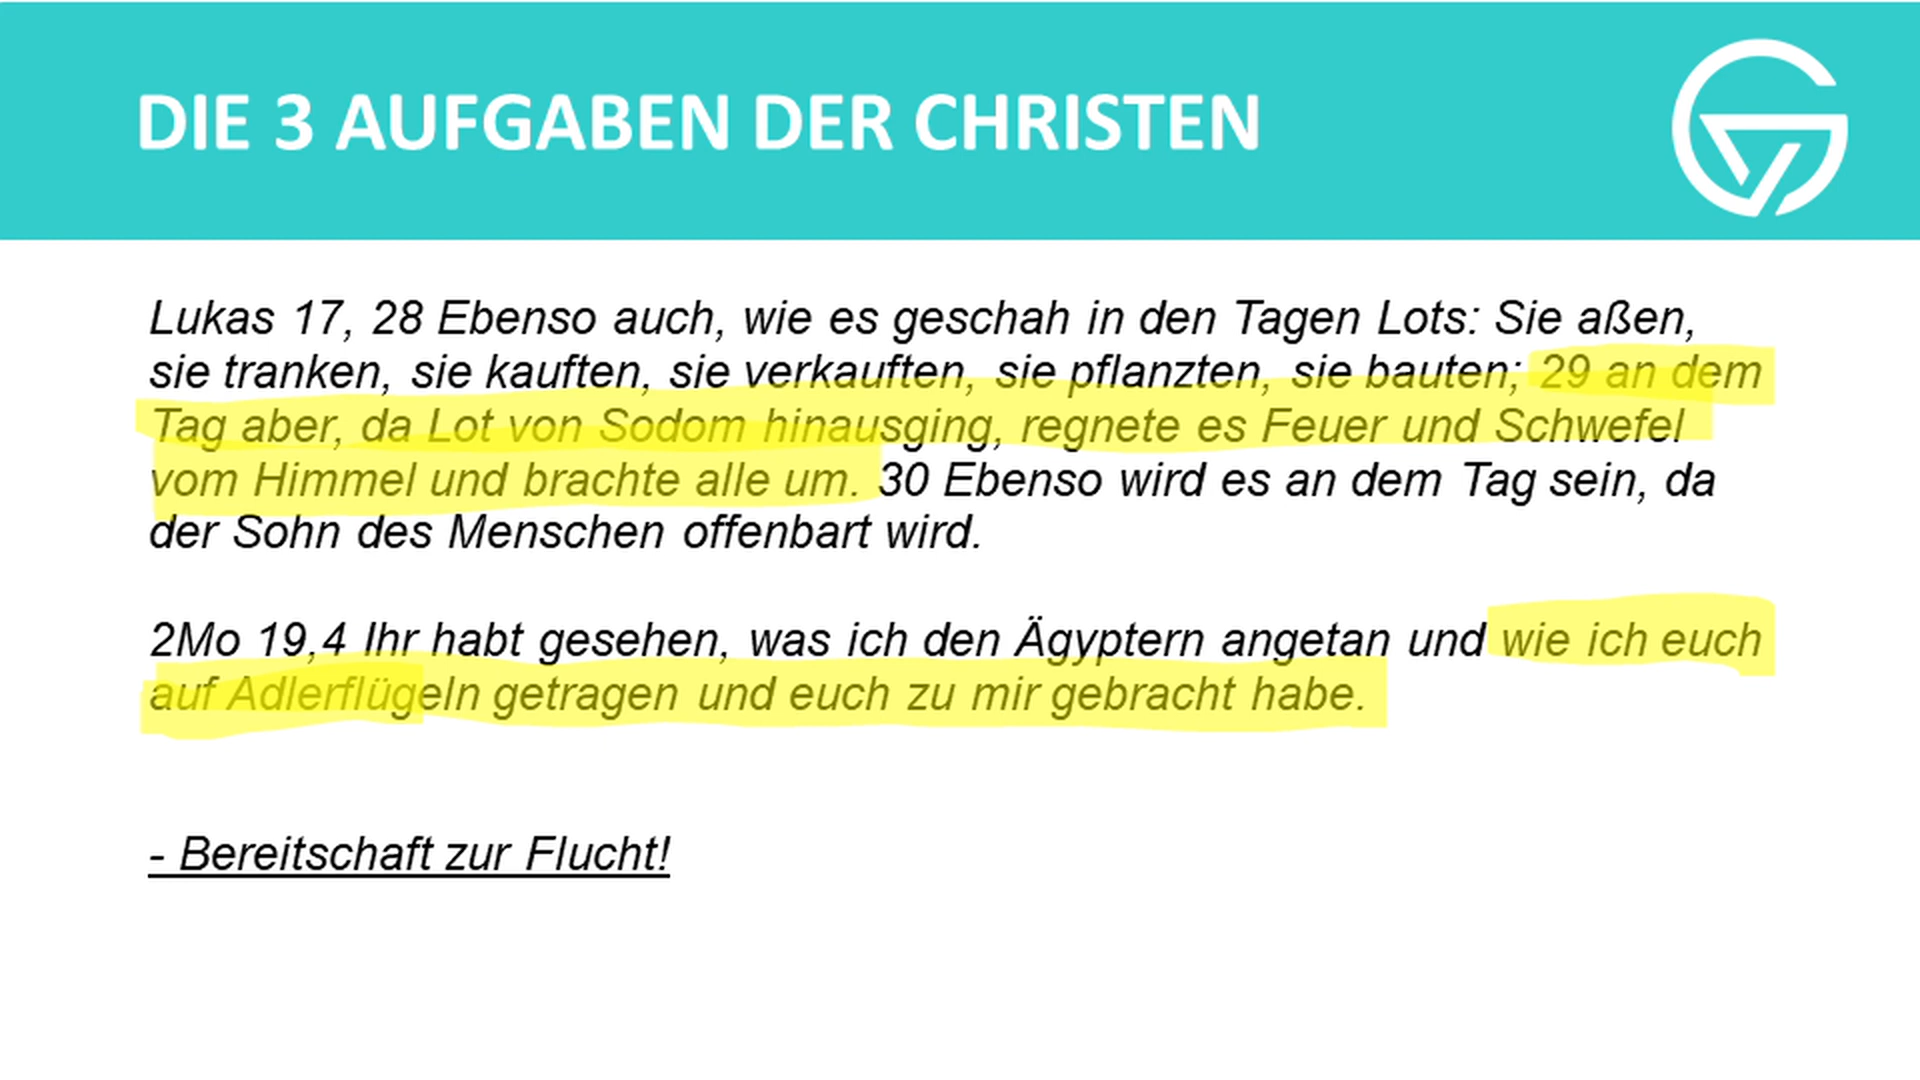 DIE 3 AUFGABEN DER CHRISTEN
Lukas 17, 28 Ebenso auch, wie es geschah in den Tagen Lots: Sie aßen,
sie tranken, sie kauften, sie verkauften, sie pflanzten, sie bauten; 29 an dem
Tag aber, da Lot von Sodom hinausging, regnete es Feuer und Schwefel
vom Himmel und brachte alle um. 30 Ebenso wird es an dem Tag sein, da
der Sohn des Menschen offenbart wird.
2Mo 19,4 Ihr habt gesehen, was ich den Ägyptern angetan und wie ich euch
auf Adlerflügeln getragen und euch zu mir gebracht habe.
- Bereitschaft zur Flucht!